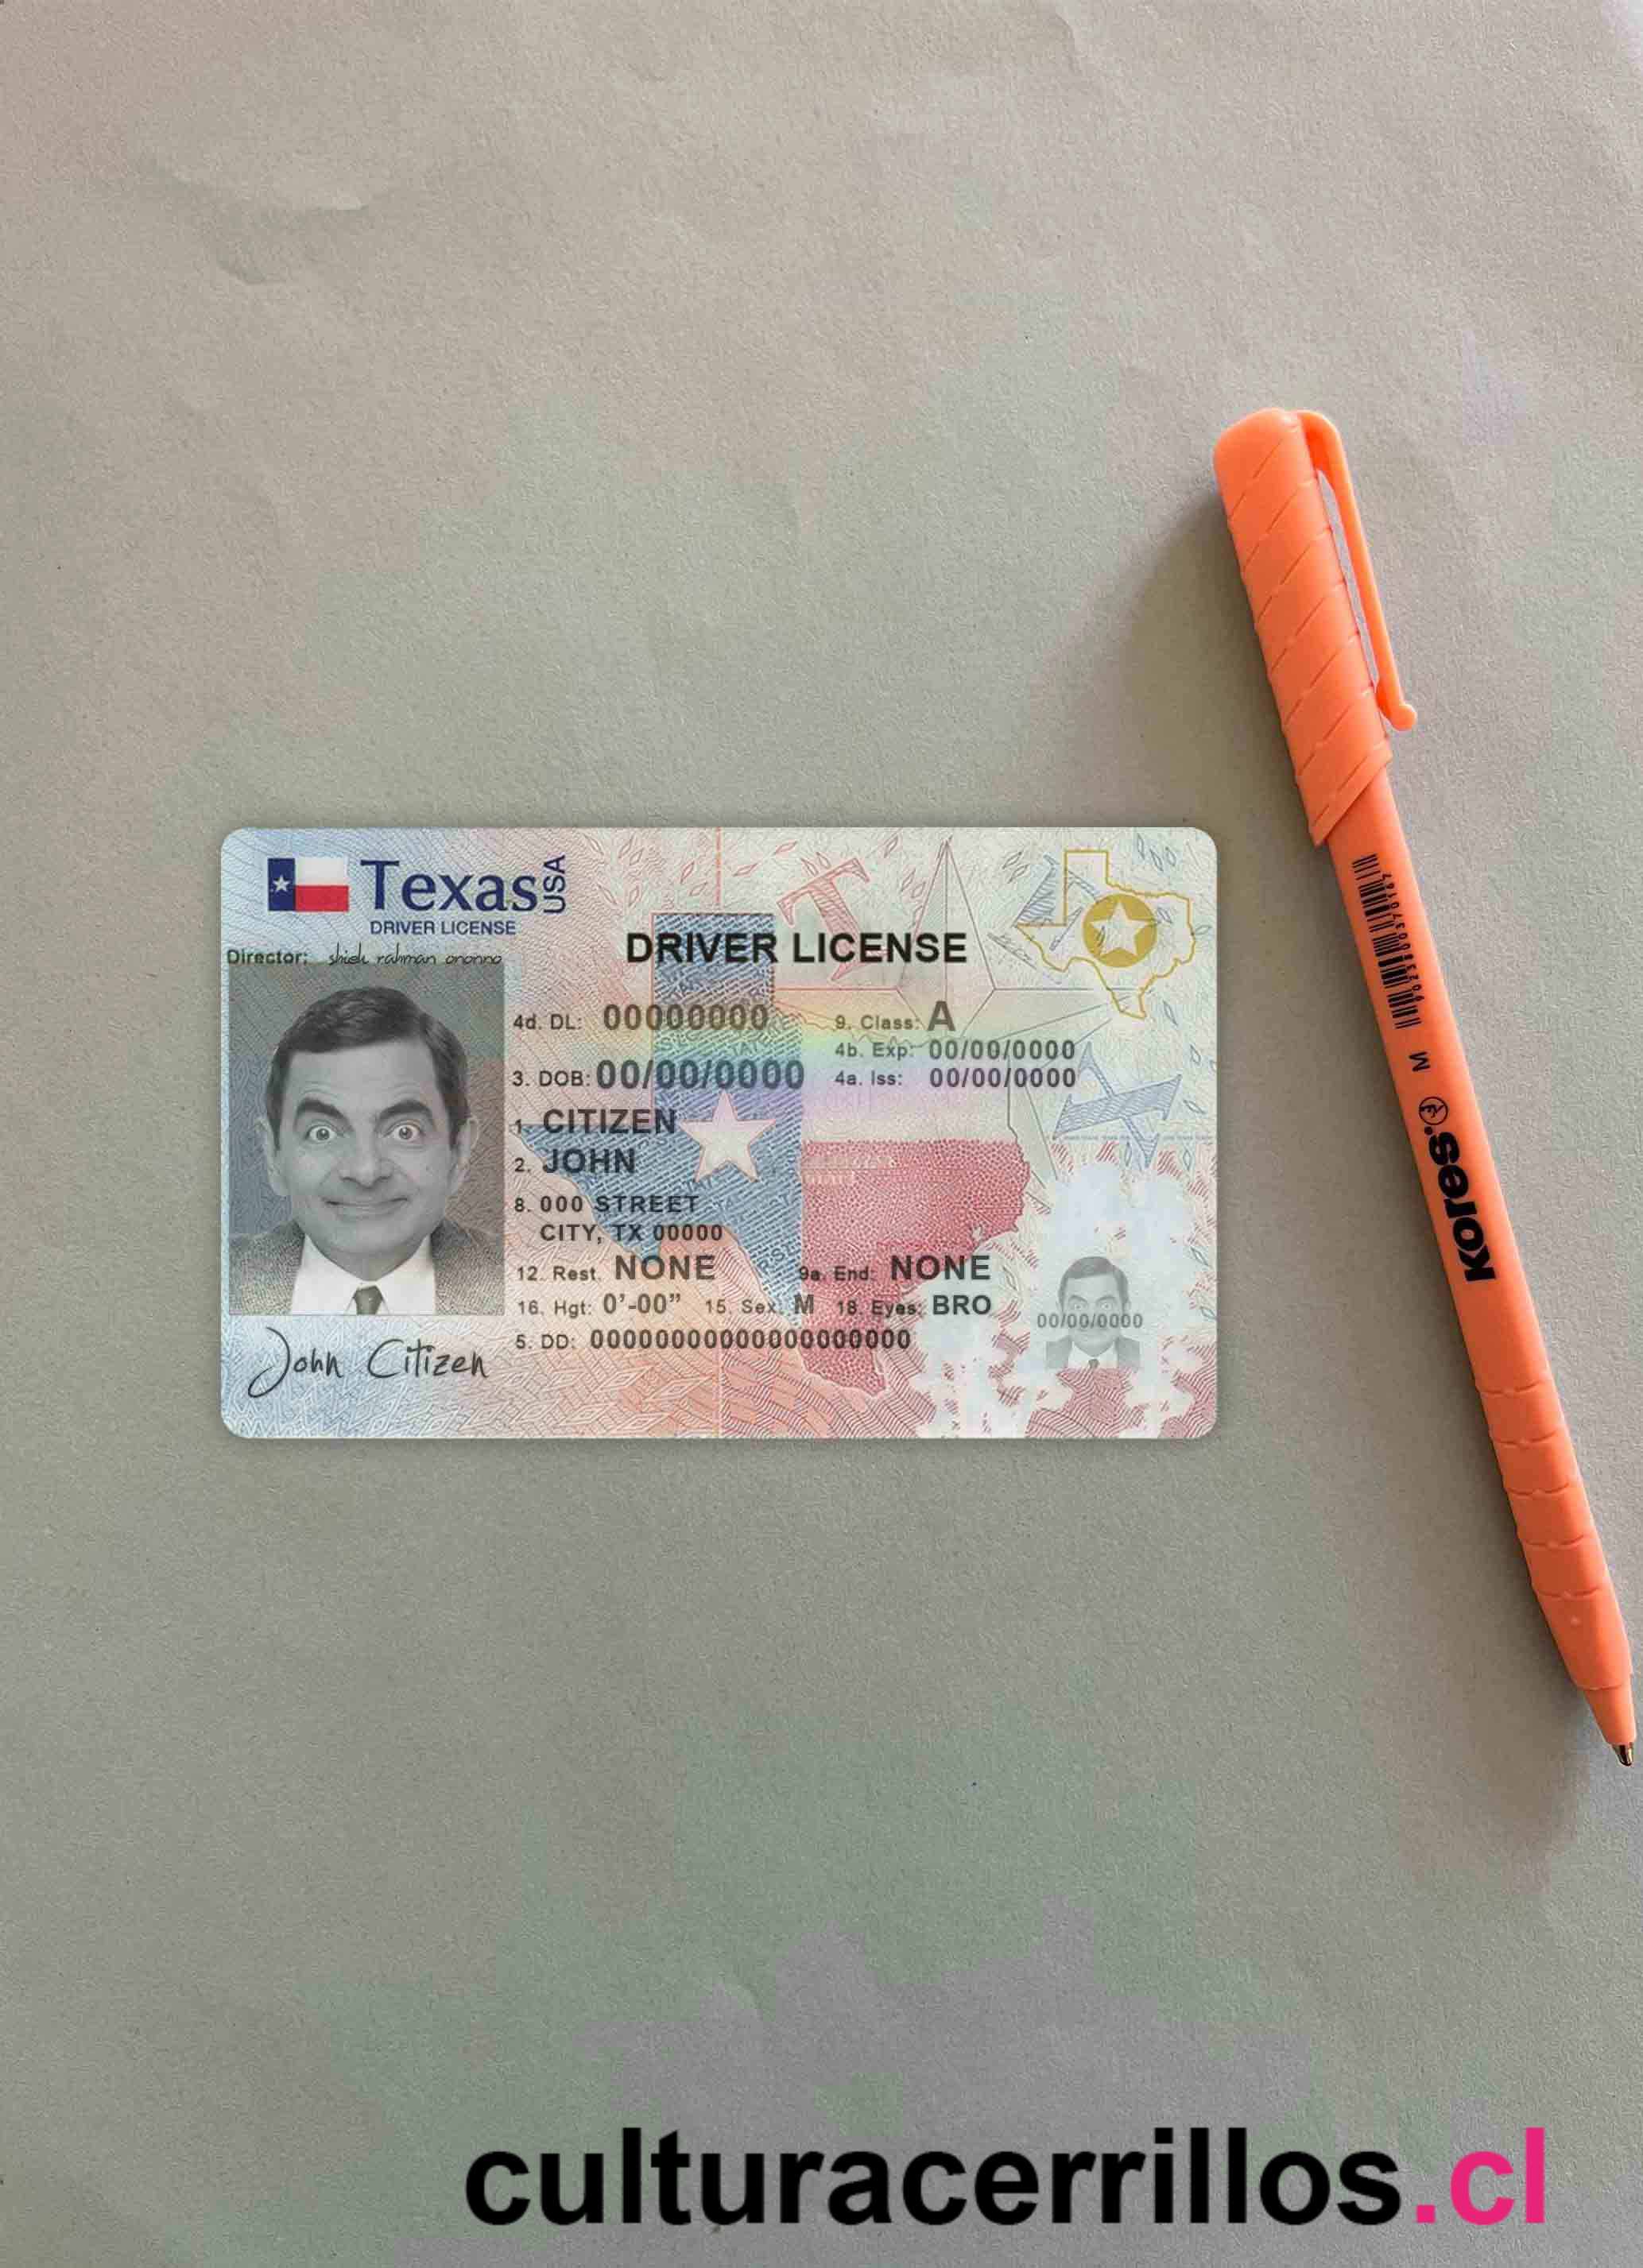 Texas USA
DRIVER LICENSE
Director: shish rahman ononno
DRIVER LICENSE
4d. DL: 00000000
9. Class: A
4b. Exp: 00/00/0000
3. DOB: 00/00/0000
4a. Iss: 00/00/0000
1. CITIZEN
2. JOHN
8. 000 STREET
CITY, TX 00000
12. Rest. NONE
9a. End: NONE
16. Hgt: 0'-00" 15. Sex: M 18. Eyes: BRO
5. DD: 00000000000000000000
00/00/0000
John Citizen
Kores.
M
culturacerrillos.cl